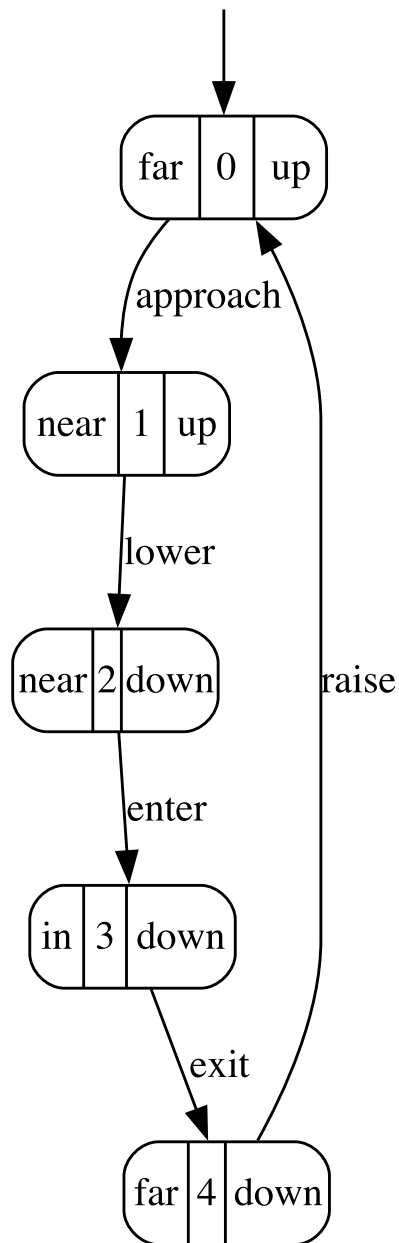 far 0 up
approach
near 1 up
lower
near 2 down
raise
enter
in 3 down
exit
far 4 down